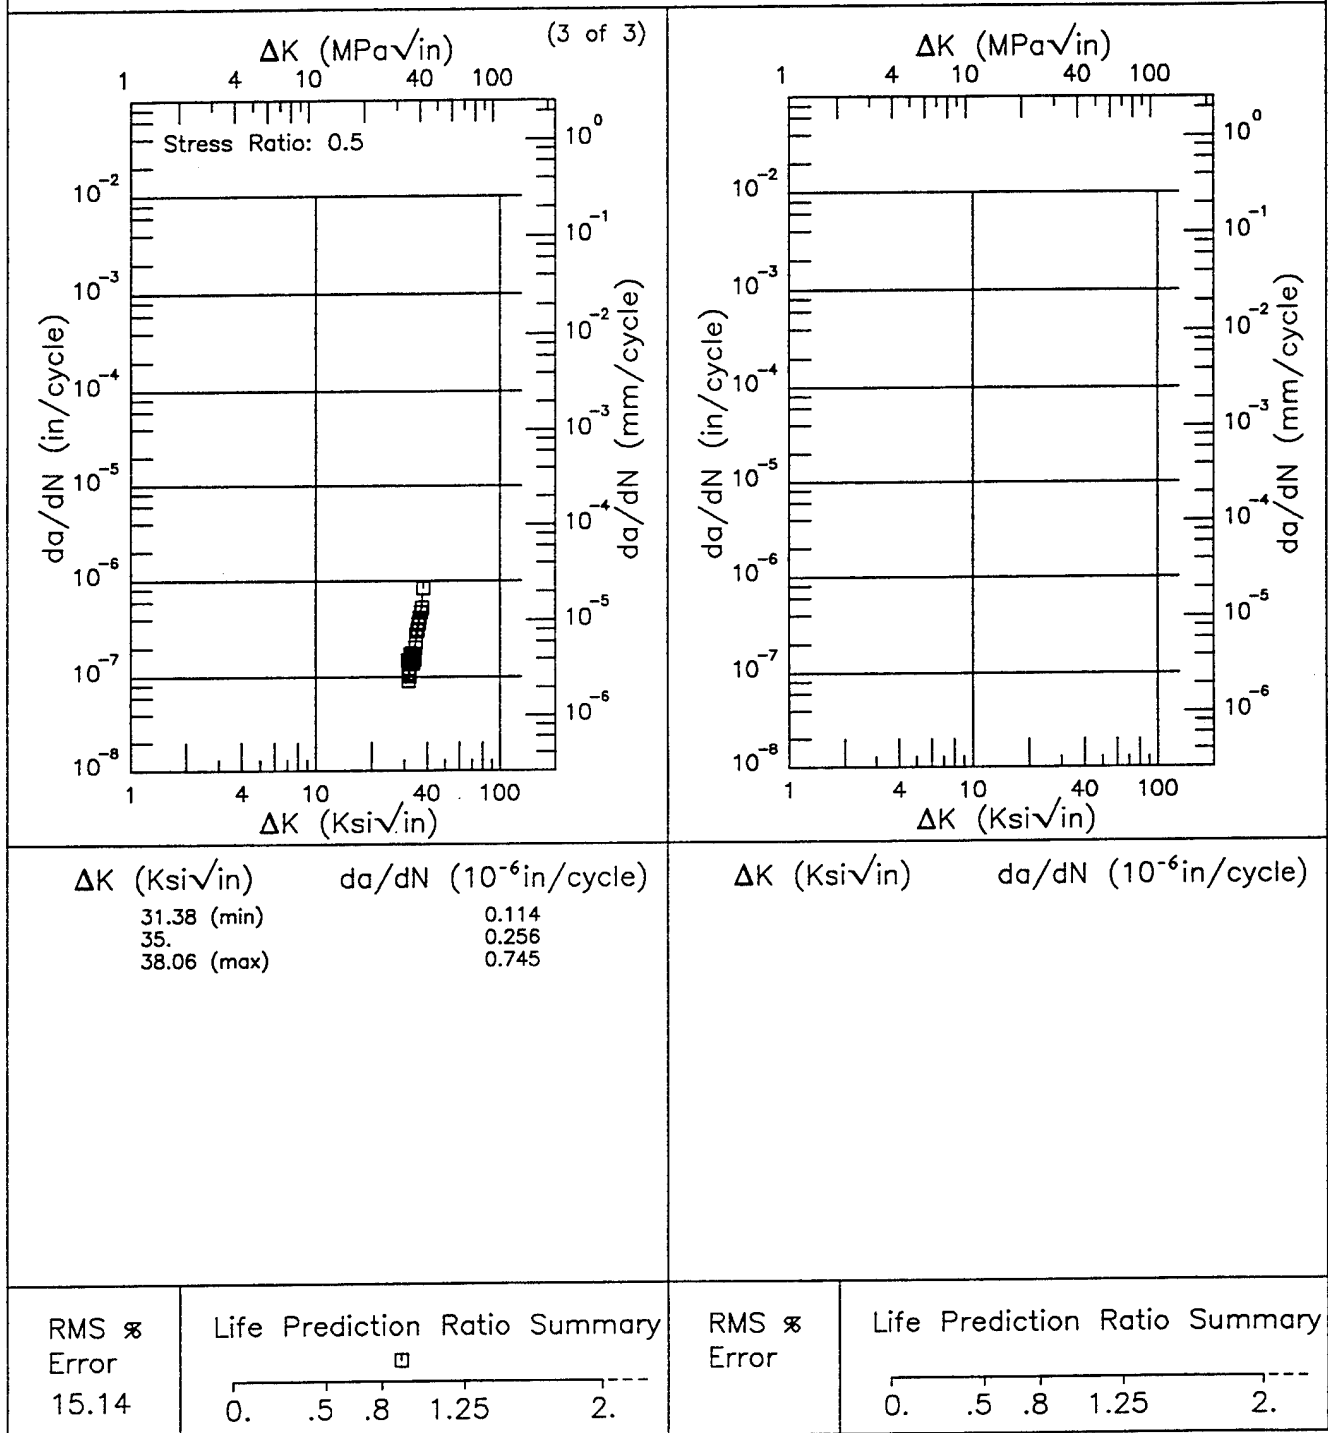 (3 of 3)
ΔK (MPa√in)
1 4 10 40 100
Stress Ratio: 0.5
da/dN (in/cycle)
10⁻²
10⁻³
10⁻⁴
10⁻⁵
10⁻⁶
10⁻⁷
10⁻⁸
10⁰
10⁻¹
10⁻²
10⁻³
10⁻⁴
10⁻⁵
10⁻⁶
da/dN (mm/cycle)
1 4 10 40 100
ΔK (Ksi√in)
ΔK (MPa√in)
1 4 10 40 100
da/dN (in/cycle)
10⁻²
10⁻³
10⁻⁴
10⁻⁵
10⁻⁶
10⁻⁷
10⁻⁸
10⁰
10⁻¹
10⁻²
10⁻³
10⁻⁴
10⁻⁵
10⁻⁶
da/dN (mm/cycle)
1 4 10 40 100
ΔK (Ksi√in)
ΔK (Ksi√in) da/dN (10⁻⁶in/cycle)
31.38 (min) 0.114
35. 0.256
38.06 (max) 0.745
ΔK (Ksi√in) da/dN (10⁻⁶in/cycle)
RMS %
Error
15.14
Life Prediction Ratio Summary
0. .5 .8 1.25 2.
RMS %
Error
Life Prediction Ratio Summary
0. .5 .8 1.25 2.